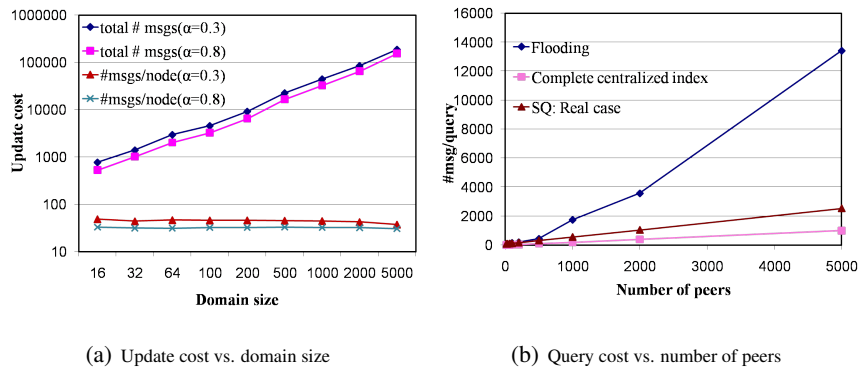 1000000
100000
10000
1000
100
10
Update cost
total # msgs(α=0.3)
total # msgs(α=0.8)
#msgs/node(α=0.3)
#msgs/node(α=0.8)
16 32 64 100 200 500 1000 2000 5000
Domain size
(a) Update cost vs. domain size
16000
14000
12000
10000
8000
6000
4000
2000
0
#msg/query
Flooding
Complete centralized index
SQ: Real case
0 1000 2000 3000 4000 5000
Number of peers
(b) Query cost vs. number of peers